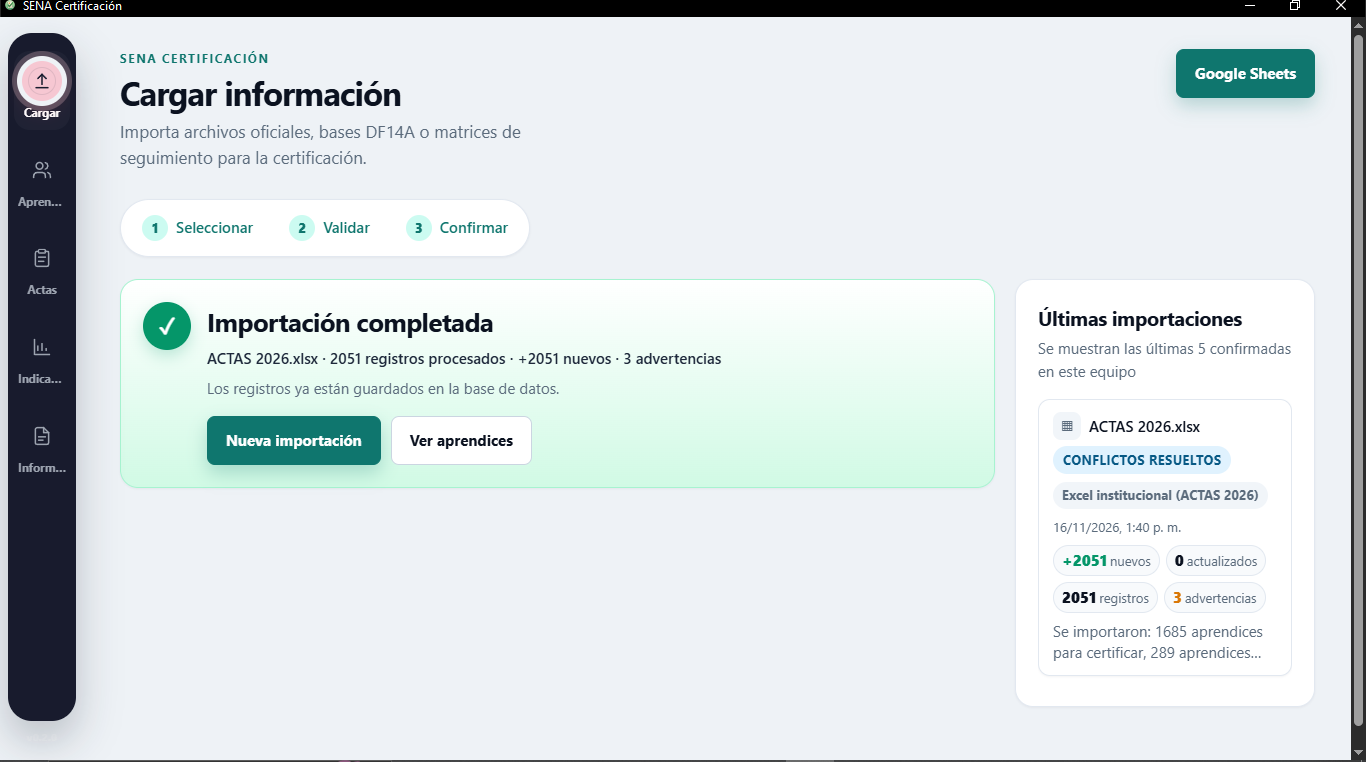 SENA Certificación
Cargar
Apren...
Actas
Indica...
Inform...
SENA CERTIFICACIÓN
Cargar información
Importa archivos oficiales, bases DF14A o matrices de
seguimiento para la certificación.
Google Sheets
1 Seleccionar 2 Validar 3 Confirmar
Importación completada
ACTAS 2026.xlsx · 2051 registros procesados · +2051 nuevos · 3 advertencias
Los registros ya están guardados en la base de datos.
Nueva importación Ver aprendices
Últimas importaciones
Se muestran las últimas 5 confirmadas
en este equipo
ACTAS 2026.xlsx
CONFLICTOS RESUELTOS
Excel institucional (ACTAS 2026)
16/11/2026, 1:40 p. m.
+2051 nuevos 0 actualizados
2051 registros 3 advertencias
Se importaron: 1685 aprendices
para certificar, 289 aprendices...